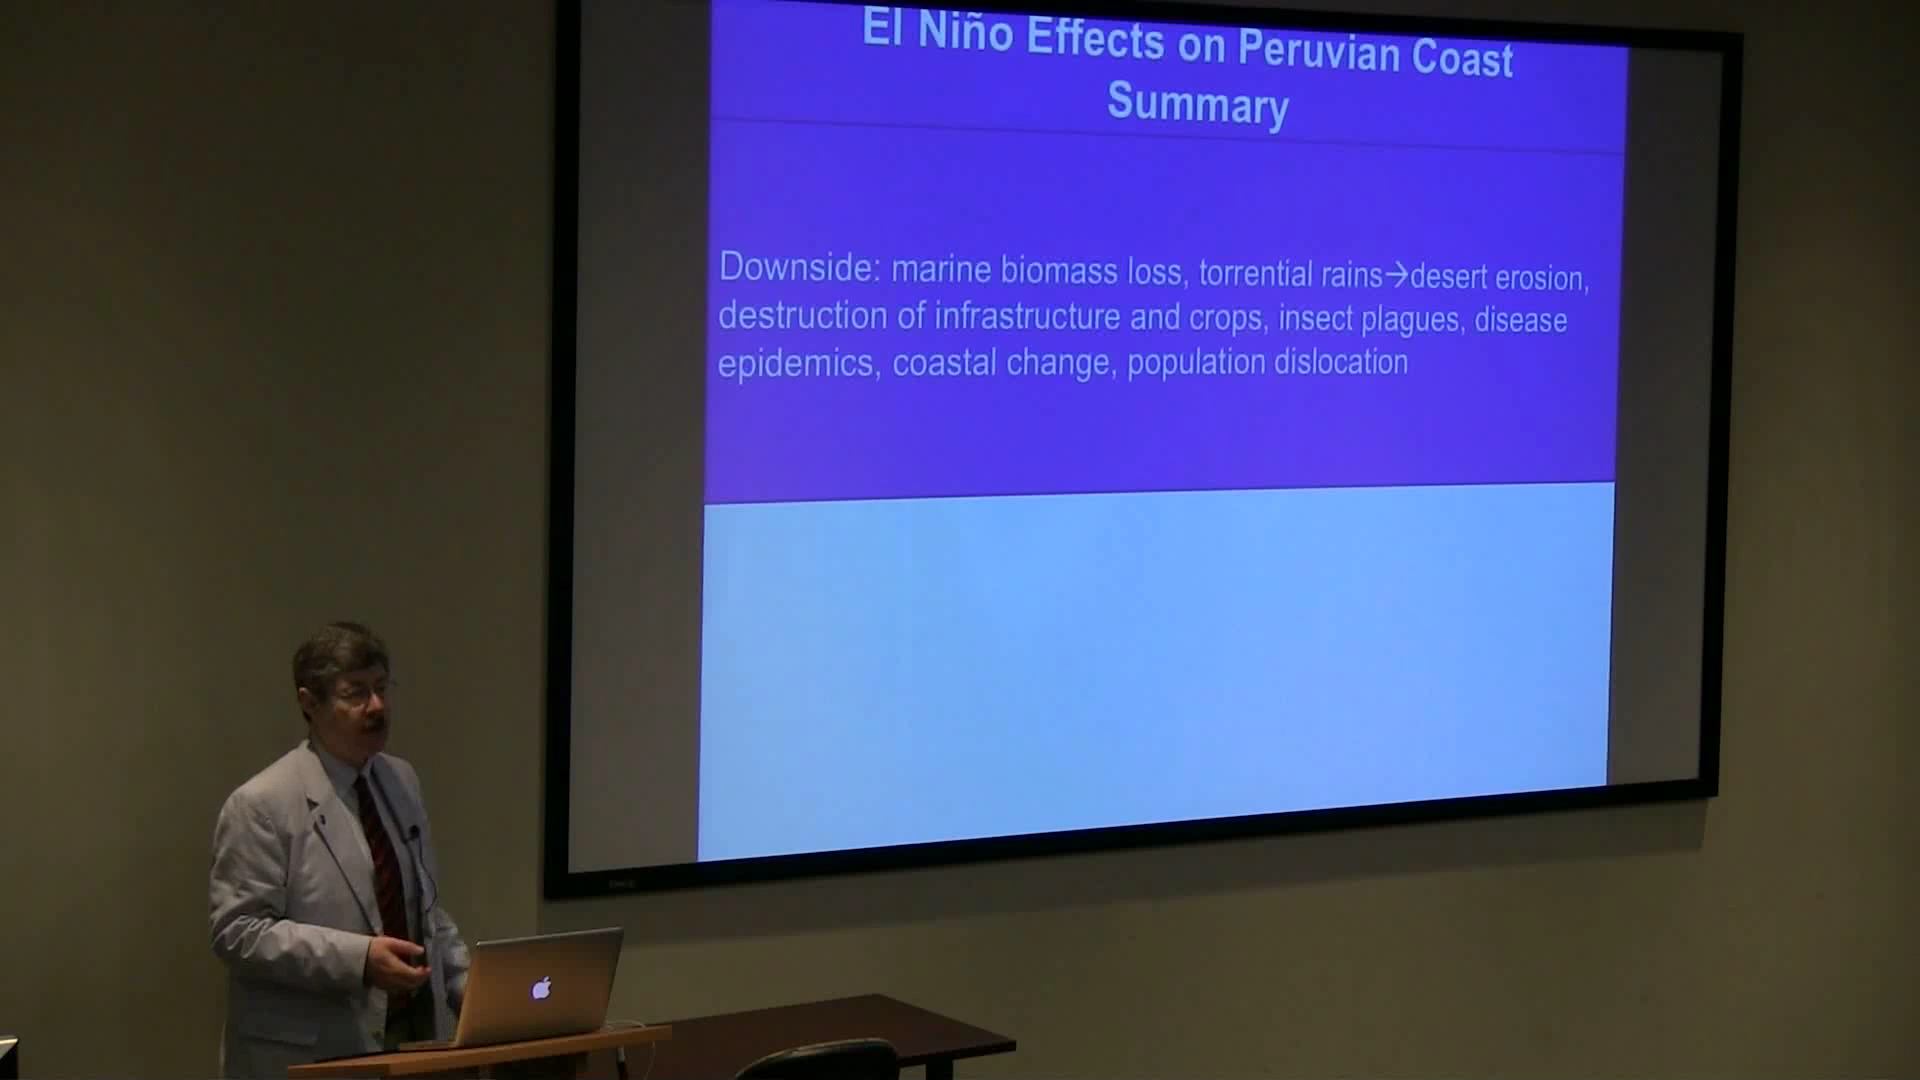 El Niño Effects on Peruvian Coast
Summary
Downside: marine biomass loss, torrential rains→desert erosion,
destruction of infrastructure and crops, insect plagues, disease
epidemics, coastal change, population dislocation